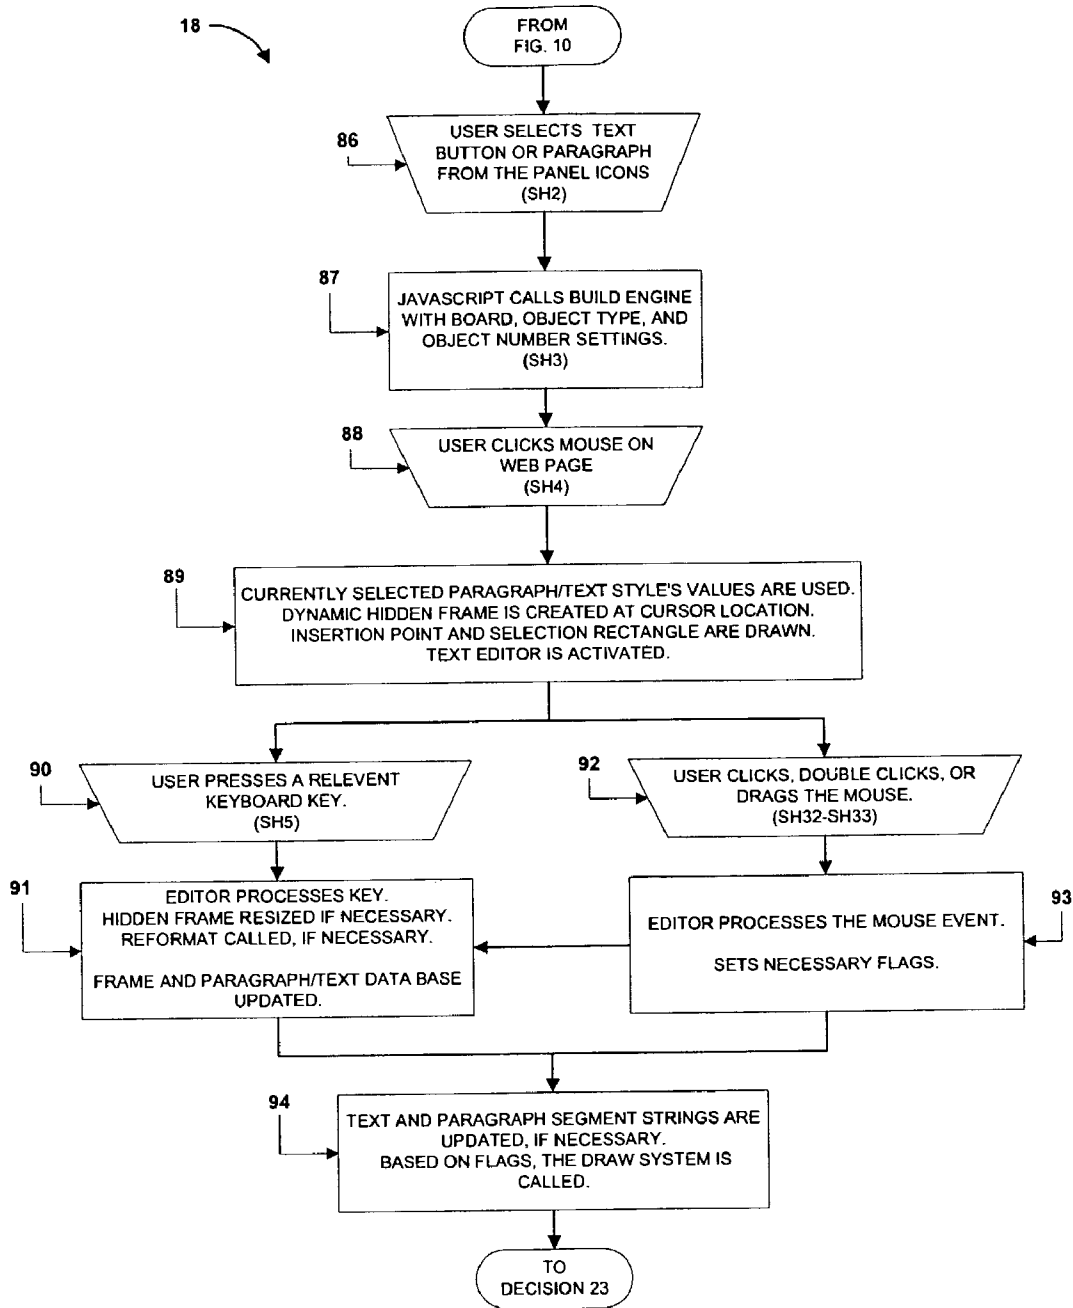 18
FROM
FIG. 10
86
USER SELECTS TEXT
BUTTON OR PARAGRAPH
FROM THE PANEL ICONS
(SH2)
87
JAVASCRIPT CALLS BUILD ENGINE
WITH BOARD, OBJECT TYPE, AND
OBJECT NUMBER SETTINGS.
(SH3)
88
USER CLICKS MOUSE ON
WEB PAGE
(SH4)
89
CURRENTLY SELECTED PARAGRAPH/TEXT STYLE'S VALUES ARE USED.
DYNAMIC HIDDEN FRAME IS CREATED AT CURSOR LOCATION.
INSERTION POINT AND SELECTION RECTANGLE ARE DRAWN.
TEXT EDITOR IS ACTIVATED.
90
USER PRESSES A RELEVENT
KEYBOARD KEY.
(SH5)
92
USER CLICKS, DOUBLE CLICKS, OR
DRAGS THE MOUSE.
(SH32-SH33)
91
EDITOR PROCESSES KEY.
HIDDEN FRAME RESIZED IF NECESSARY.
REFORMAT CALLED, IF NECESSARY.
FRAME AND PARAGRAPH/TEXT DATA BASE
UPDATED.
93
EDITOR PROCESSES THE MOUSE EVENT.
SETS NECESSARY FLAGS.
94
TEXT AND PARAGRAPH SEGMENT STRINGS ARE
UPDATED, IF NECESSARY.
BASED ON FLAGS, THE DRAW SYSTEM IS
CALLED.
TO
DECISION 23